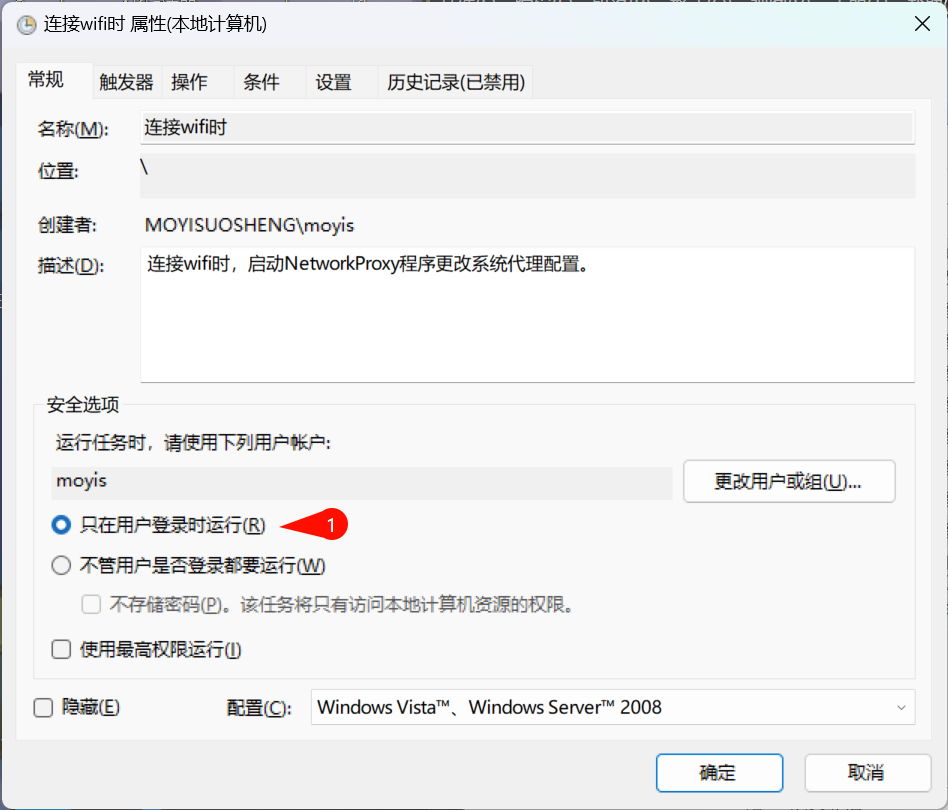 连接wifi时 属性(本地计算机)
常规 触发器 操作 条件 设置 历史记录(已禁用)
名称(M): 连接wifi时
位置: \
创建者: MOYISUOSHENG\moyis
描述(D): 连接wifi时，启动NetworkProxy程序更改系统代理配置。
安全选项
运行任务时，请使用下列用户帐户:
moyis 更改用户或组(U)...
只在用户登录时运行(R) 1
不管用户是否登录都要运行(W)
不存储密码(P)。该任务将只有访问本地计算机资源的权限。
使用最高权限运行(I)
隐藏(E) 配置(C): Windows Vista™、Windows Server™ 2008
确定 取消